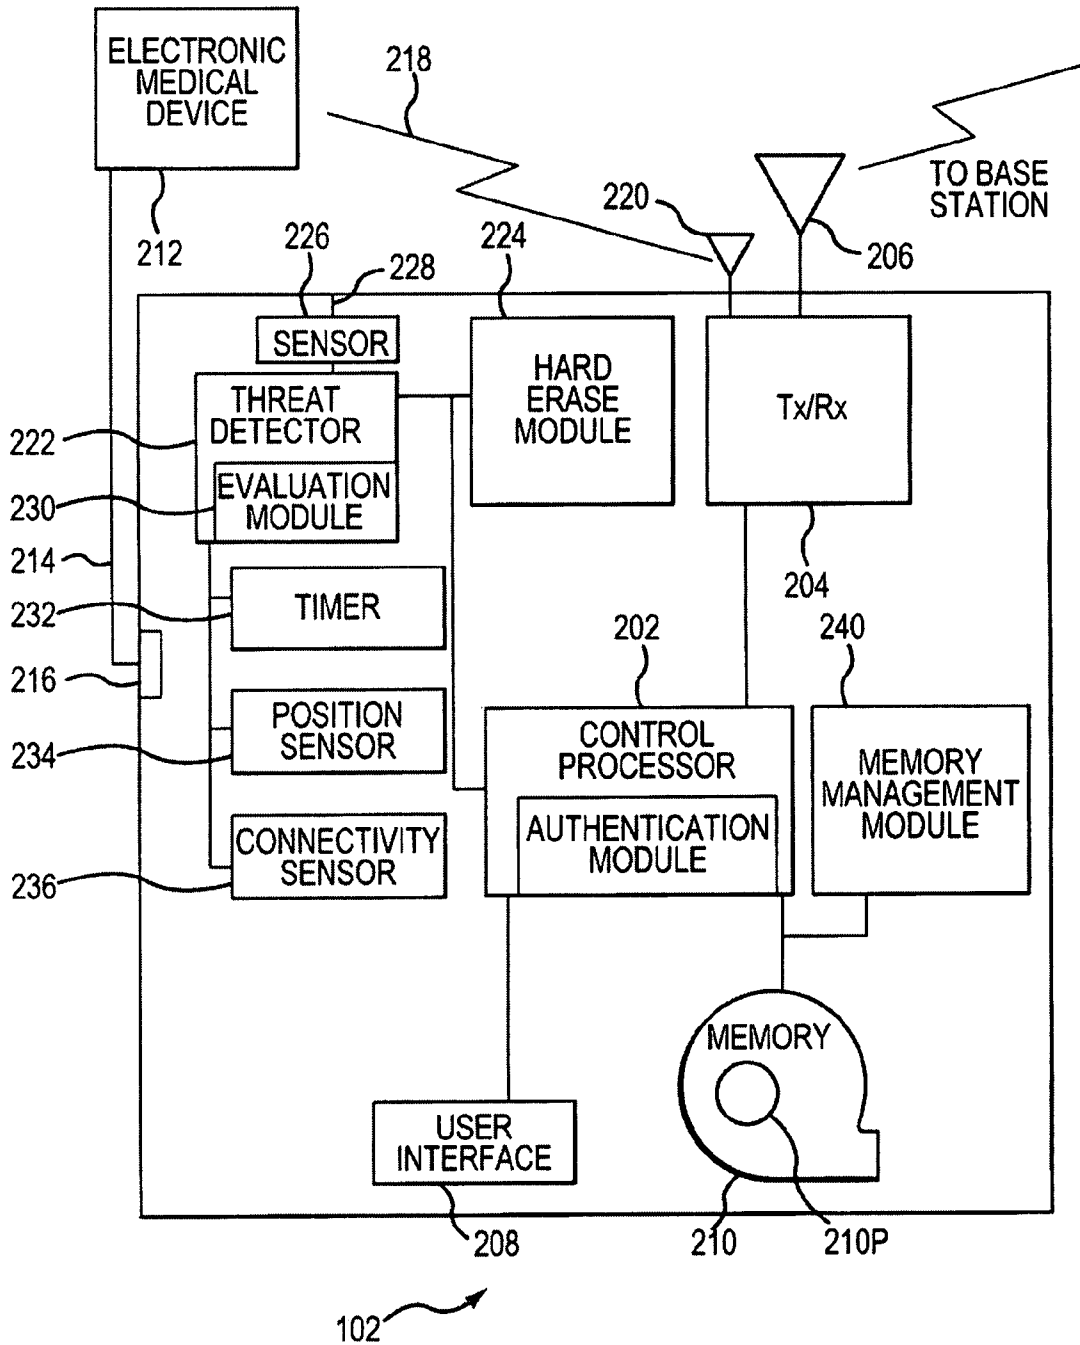 ELECTRONIC
MEDICAL
DEVICE
218
TO BASE
STATION
220
206
212
226
228
224
SENSOR
THREAT
DETECTOR
HARD
ERASE
MODULE
Tx/Rx
222
EVALUATION
MODULE
230
214
204
TIMER
232
202
240
216
POSITION
SENSOR
234
CONTROL
PROCESSOR
MEMORY
MANAGEMENT
MODULE
AUTHENTICATION
MODULE
CONNECTIVITY
SENSOR
236
MEMORY
USER
INTERFACE
208
210
210P
102